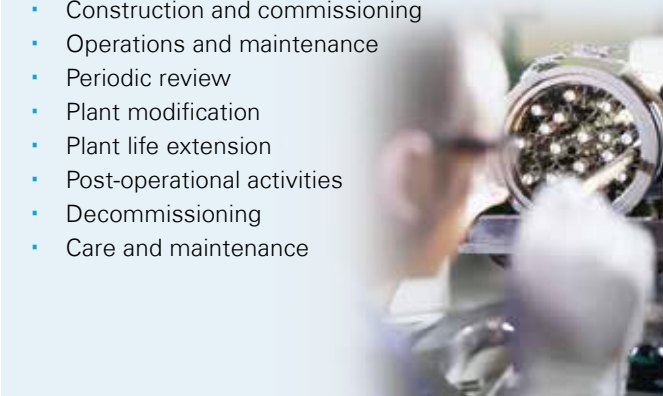 · Construction and commissioning
· Operations and maintenance
· Periodic review
· Plant modification
· Plant life extension
· Post-operational activities
· Decommissioning
· Care and maintenance